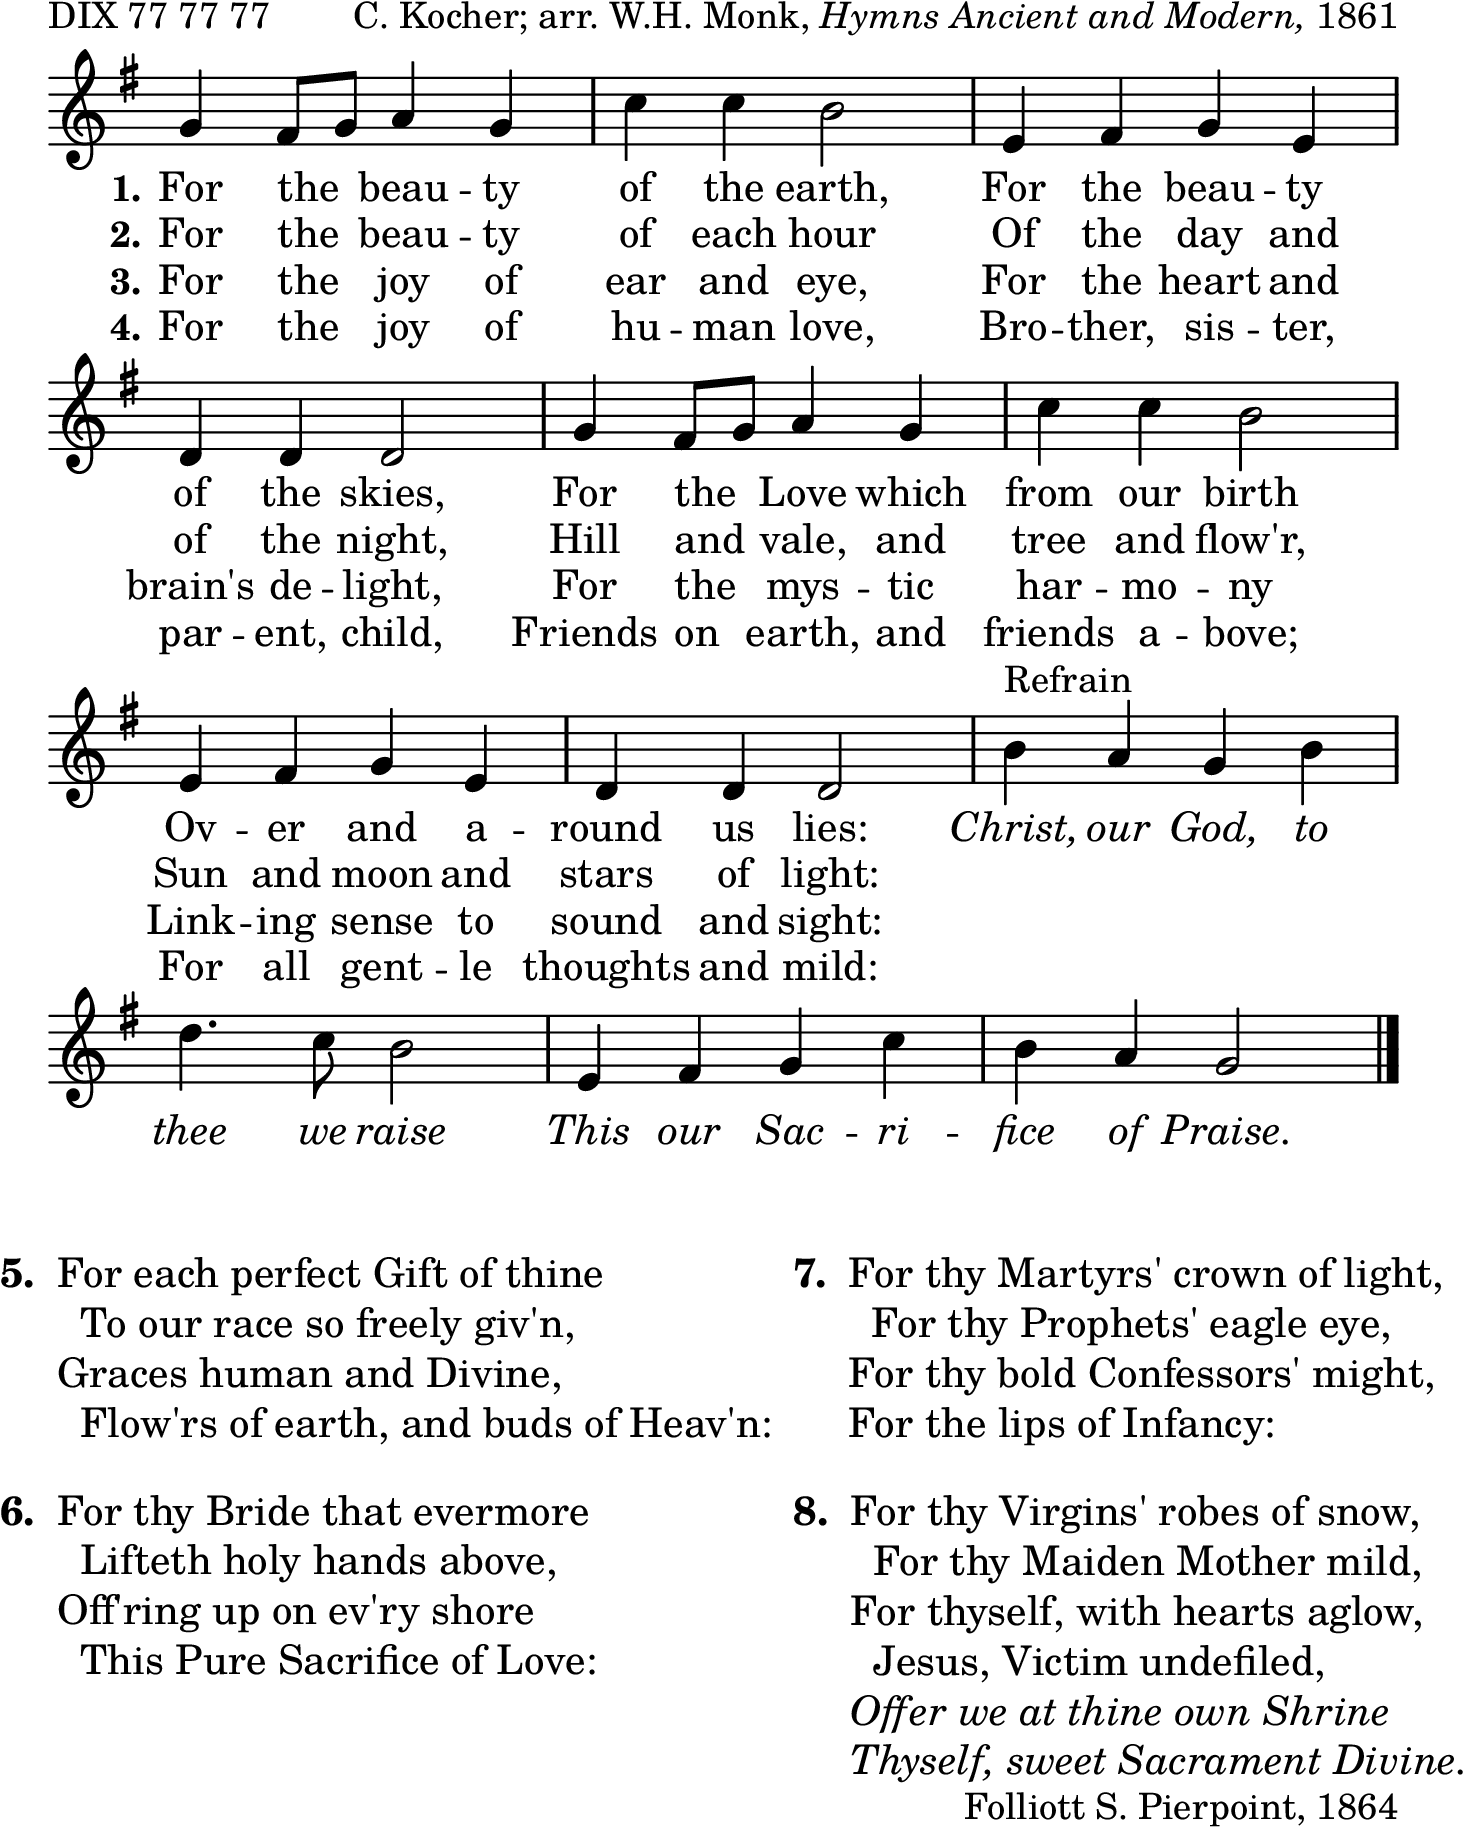 DIX 77 77 77 C. Kocher; arr. W.H. Monk, Hymns Ancient and Modern, 1861
1. For the beau -- ty of the earth, For the beau -- ty
2. For the beau -- ty of each hour Of the day and
3. For the joy of ear and eye, For the heart and
4. For the joy of hu -- man love, Bro -- ther, sis -- ter,
of the skies, For the Love which from our birth
of the night, Hill and vale, and tree and flow'r,
brain's de -- light, For the mys -- tic har -- mo -- ny
par -- ent, child, Friends on earth, and friends a -- bove;
Refrain
Ov -- er and a -- round us lies: Christ, our God, to
Sun and moon and stars of light:
Link -- ing sense to sound and sight:
For all gent -- le thoughts and mild:
thee we raise This our Sac -- ri -- fice of Praise.
5. For each perfect Gift of thine
To our race so freely giv'n,
Graces human and Divine,
Flow'rs of earth, and buds of Heav'n:
6. For thy Bride that evermore
Lifteth holy hands above,
Off'ring up on ev'ry shore
This Pure Sacrifice of Love:
7. For thy Martyrs' crown of light,
For thy Prophets' eagle eye,
For thy bold Confessors' might,
For the lips of Infancy:
8. For thy Virgins' robes of snow,
For thy Maiden Mother mild,
For thyself, with hearts aglow,
Jesus, Victim undefiled,
Offer we at thine own Shrine
Thyself, sweet Sacrament Divine.
Folliott S. Pierpoint, 1864